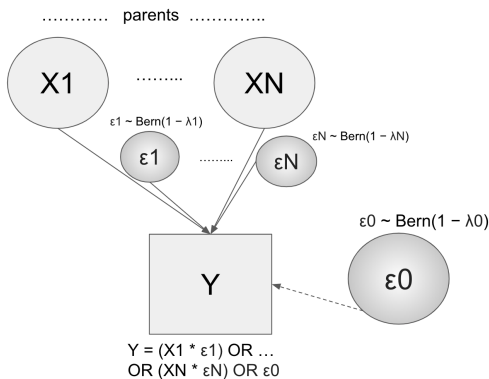 ………… parents …………..
X1 ……... XN
ε1 ~ Bern(1 − λ1)
εN ~ Bern(1 − λN)
ε1 ……... εN
ε0 ~ Bern(1 − λ0)
Y
ε0
Y = (X1 * ε1) OR …
OR (XN * εN) OR ε0